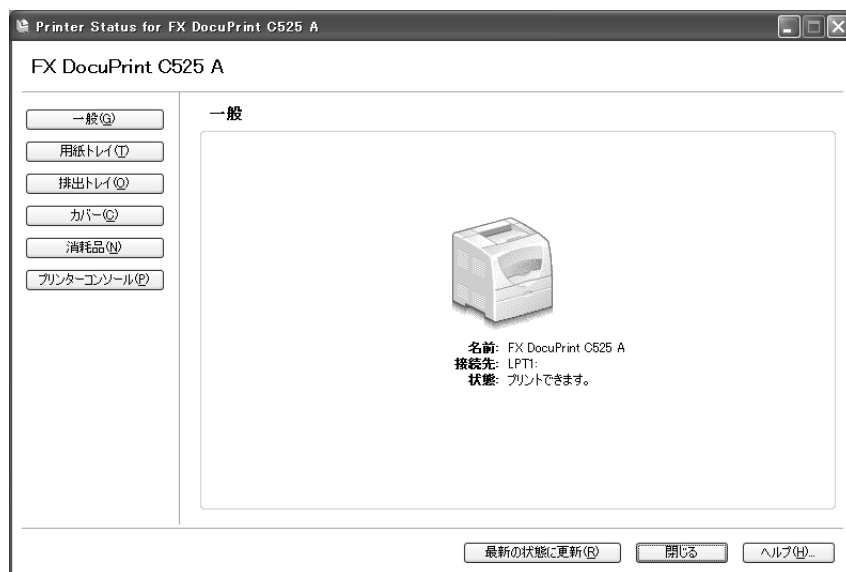 Printer Status for FX DocuPrint C525 A
FX DocuPrint C525 A
一般(G)
用紙トレイ(T)
排出トレイ(O)
カバー(C)
消耗品(N)
プリンターコンソール(P)
一般
名前: FX DocuPrint C525 A
接続先: LPT1:
状態: プリントできます。
最新の状態に更新(R)
閉じる
ヘルプ(H)...